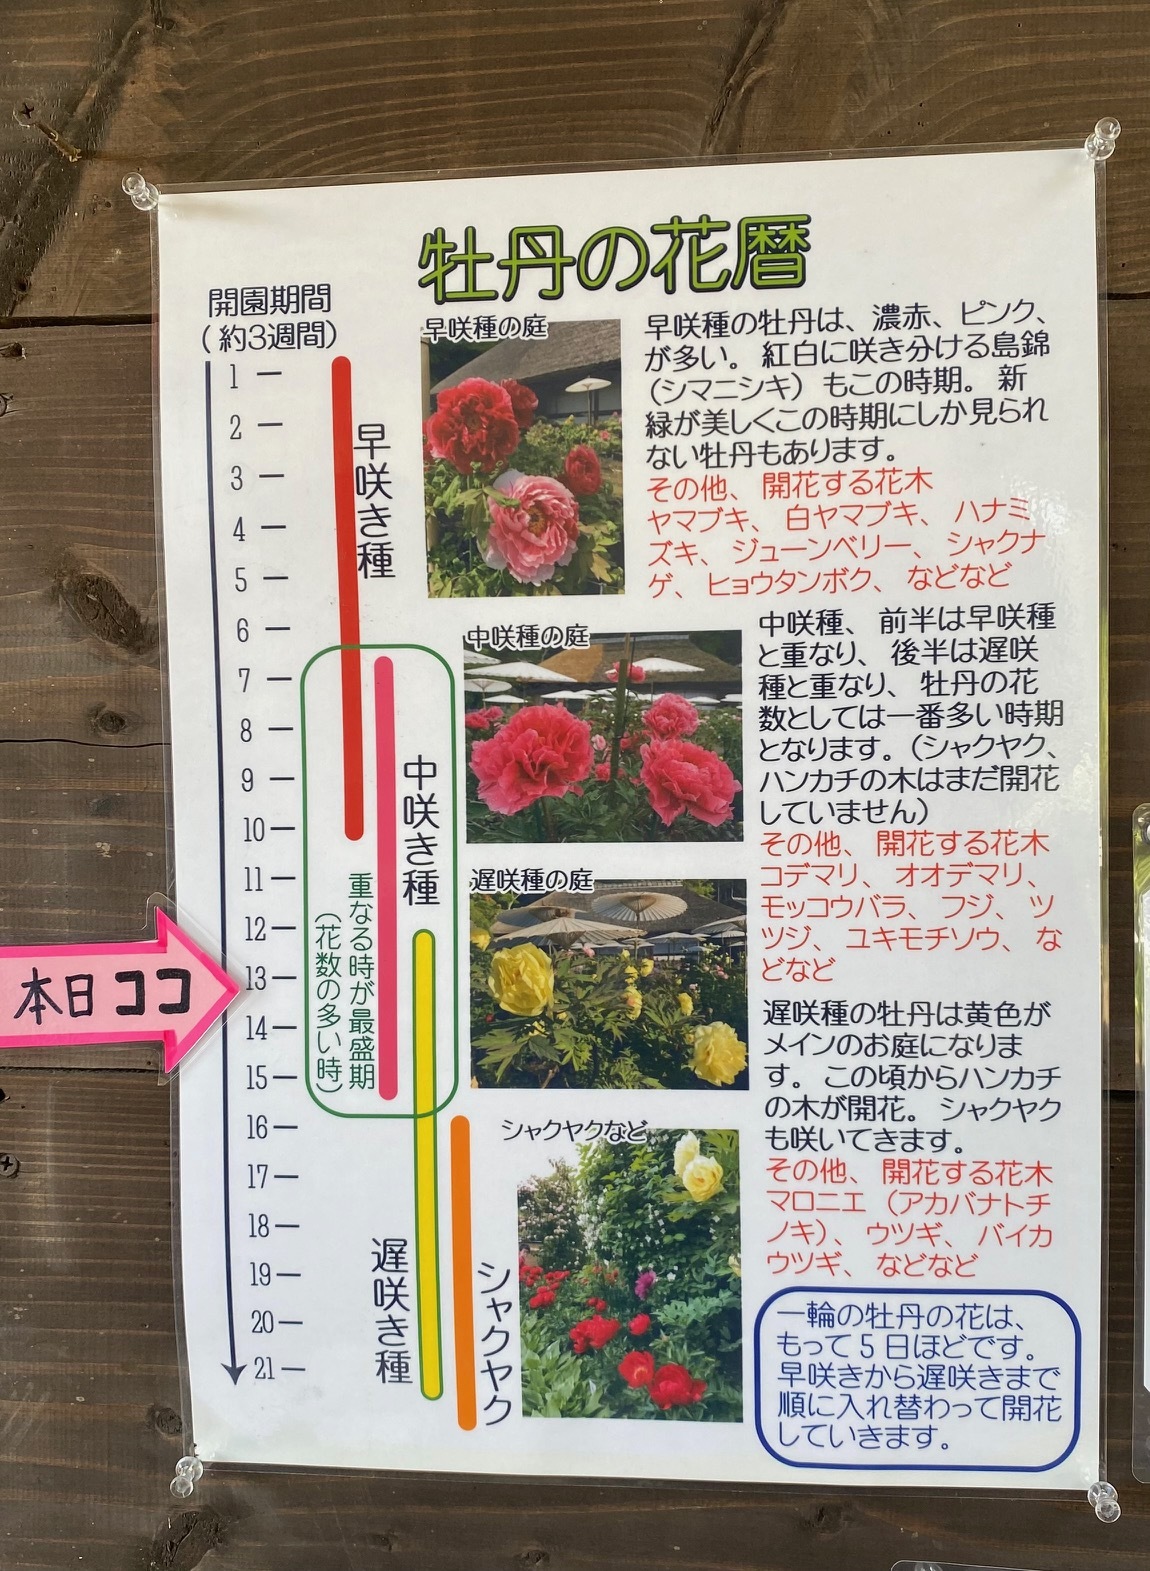 牡丹の花暦
開園期間
(約3週間)
1
2
3
4
5
6
7
8
9
10
11
12
13
14
15
16
17
18
19
20
21
本日ココ
早咲き種
中咲き種
重なる時が最盛期
(花数の多い時)
遅咲き種
シャクヤク
早咲種の庭
早咲種の牡丹は、濃赤、ピンク、
が多い。紅白に咲き分ける島錦
(シマニシキ) もこの時期。新
緑が美しくこの時期にしか見られ
ない牡丹もあります。
その他、開花する花木
ヤマブキ、白ヤマブキ、ハナミ
ズキ、ジューンベリー、シャクナ
ゲ、ヒョウタンボク、などなど
中咲種の庭
中咲種、前半は早咲種
と重なり、後半は遅咲
種と重なり、牡丹の花
数としては一番多い時期
となります。(シャクヤク、
ハンカチの木はまだ開花
していません)
その他、開花する花木
コデマリ、オオデマリ、
モッコウバラ、フジ、ツ
ツジ、ユキモチソウ、な
どなど
遅咲種の庭
遅咲種の牡丹は黄色が
メインのお庭になりま
す。この頃からハンカチ
の木が開花。シャクヤク
も咲いてきます。
その他、開花する花木
マロニエ (アカバナトチ
ノキ)、ウツギ、バイカ
ウツギ、などなど
シャクヤクなど
一輪の牡丹の花は、
もって5日ほどです。
早咲きから遅咲きまで
順に入れ替わって開花
していきます。